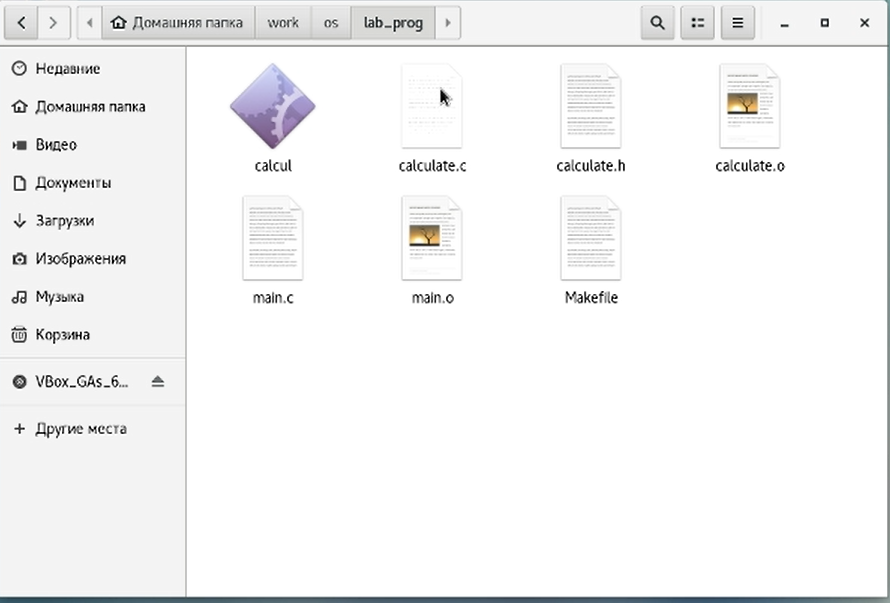 Домашняя папка work os lab_prog
Недавние
Домашняя папка
Видео
Документы
Загрузки
Изображения
Музыка
Корзина
VBox_GAs_6...
Другие места
calcul calculate.c calculate.h calculate.o
main.c main.o Makefile